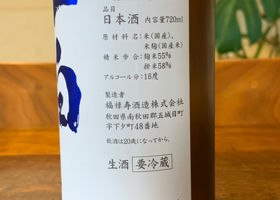 品目
日本酒 内容量720ml
原材料名：米（国産）、
米麹（国産米）
精米歩合：麹米55％
掛米58％
アルコール分：16度
製造者
福禄寿酒造株式会社
秋田県南秋田郡五城目町
字下夕町48番地
飲酒は20歳になってから。
生酒 要冷蔵